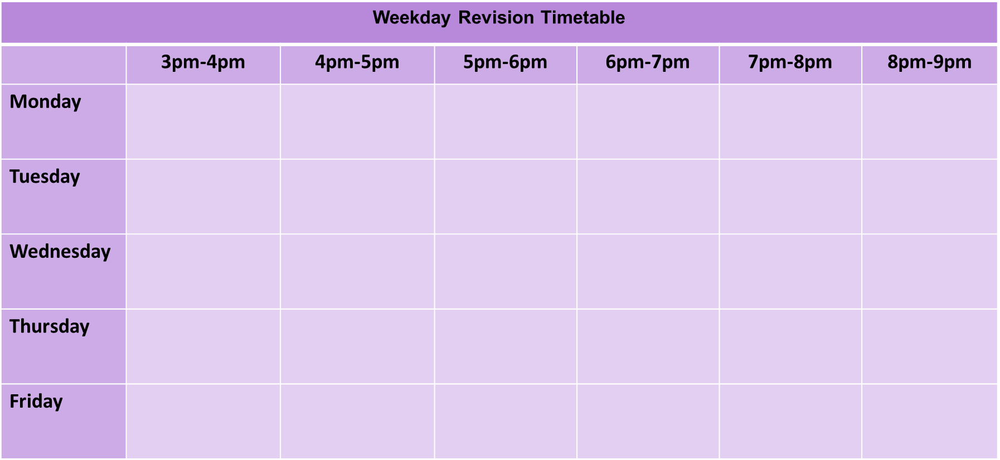 Weekday Revision Timetable
3pm-4pm 4pm-5pm 5pm-6pm 6pm-7pm 7pm-8pm 8pm-9pm
Monday
Tuesday
Wednesday
Thursday
Friday